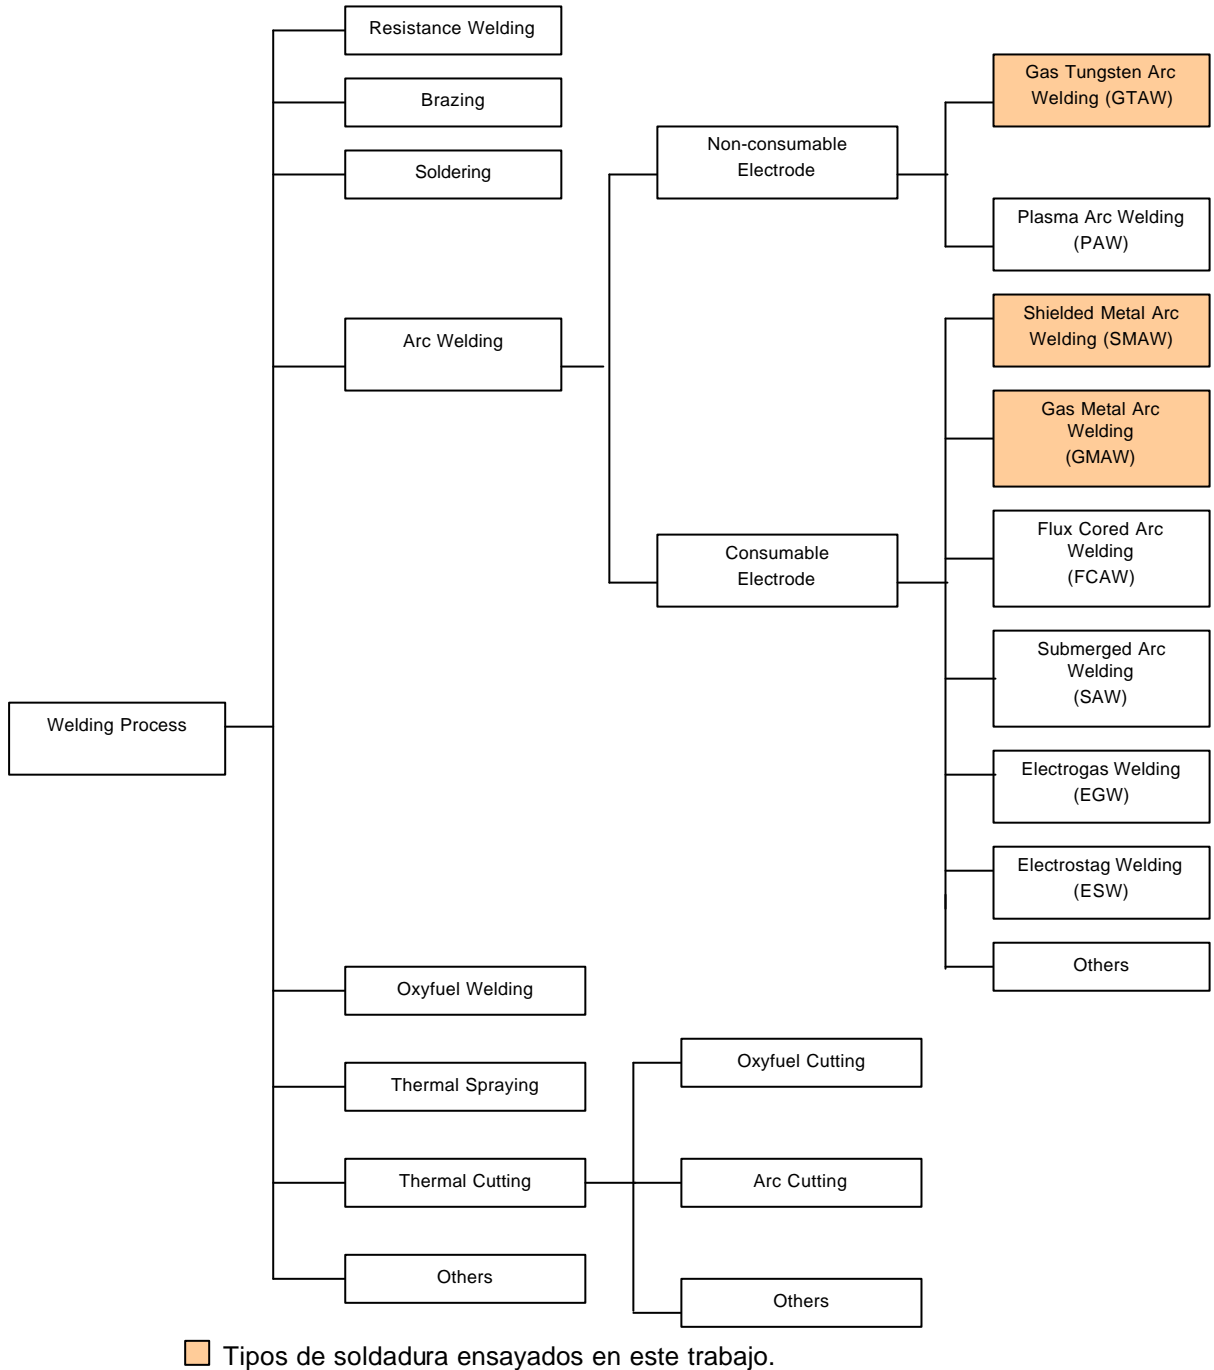 Resistance Welding
Brazing
Soldering
Arc Welding
Non-consumable
Electrode
Gas Tungsten Arc
Welding (GTAW)
Plasma Arc Welding
(PAW)
Shielded Metal Arc
Welding (SMAW)
Gas Metal Arc
Welding
(GMAW)
Consumable
Electrode
Flux Cored Arc
Welding
(FCAW)
Submerged Arc
Welding
(SAW)
Electrogas Welding
(EGW)
Electrostag Welding
(ESW)
Others
Welding Process
Oxyfuel Welding
Thermal Spraying
Thermal Cutting
Others
Oxyfuel Cutting
Arc Cutting
Others
Tipos de soldadura ensayados en este trabajo.